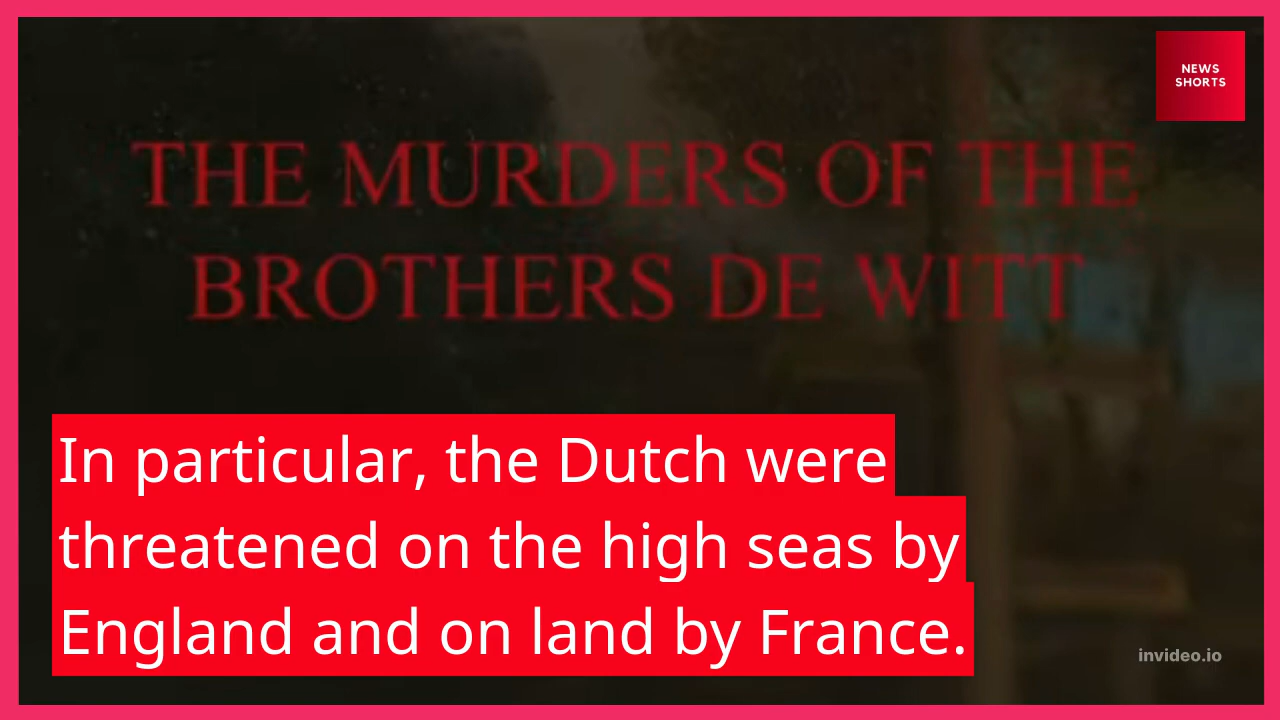 NEWS
SHORTS
THE MURDERS OF THE
BROTHERS DE WITT
In particular, the Dutch were
threatened on the high seas by
England and on land by France.
invideo.io